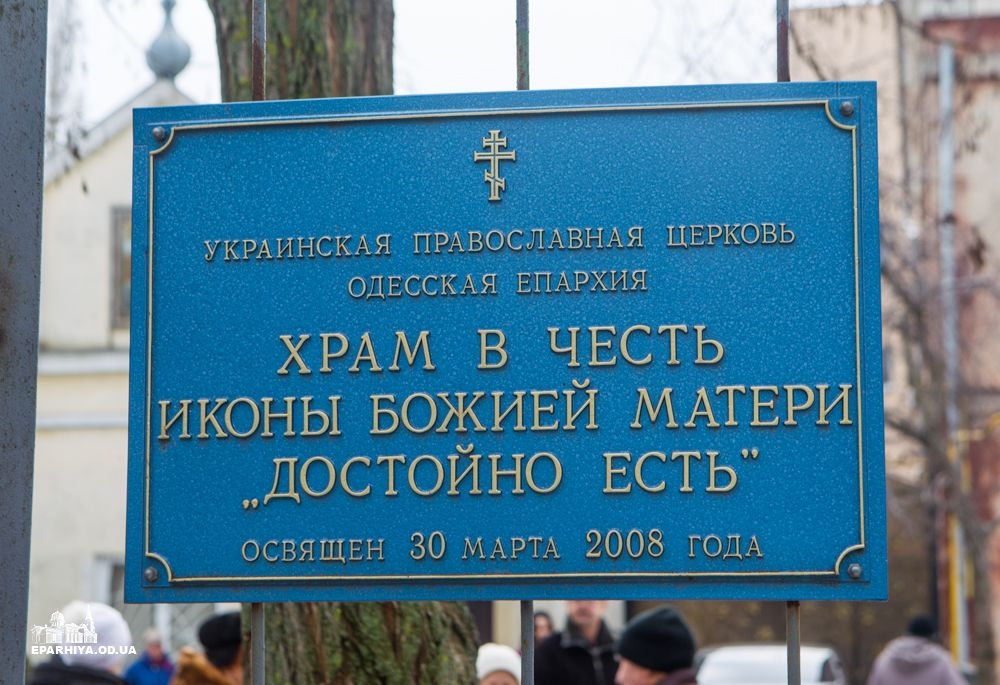 УКРАИНСКАЯ ПРАВОСЛАВНАЯ ЦЕРКОВЬ
ОДЕССКАЯ ЕПАРХИЯ
ХРАМ В ЧЕСТЬ
ИКОНЫ БОЖИЕЙ МАТЕРИ
„ДОСТОЙНО ЕСТЬ”
ОСВЯЩЕН 30 МАРТА 2008 ГОДА
EPARHIYA.OD.UA